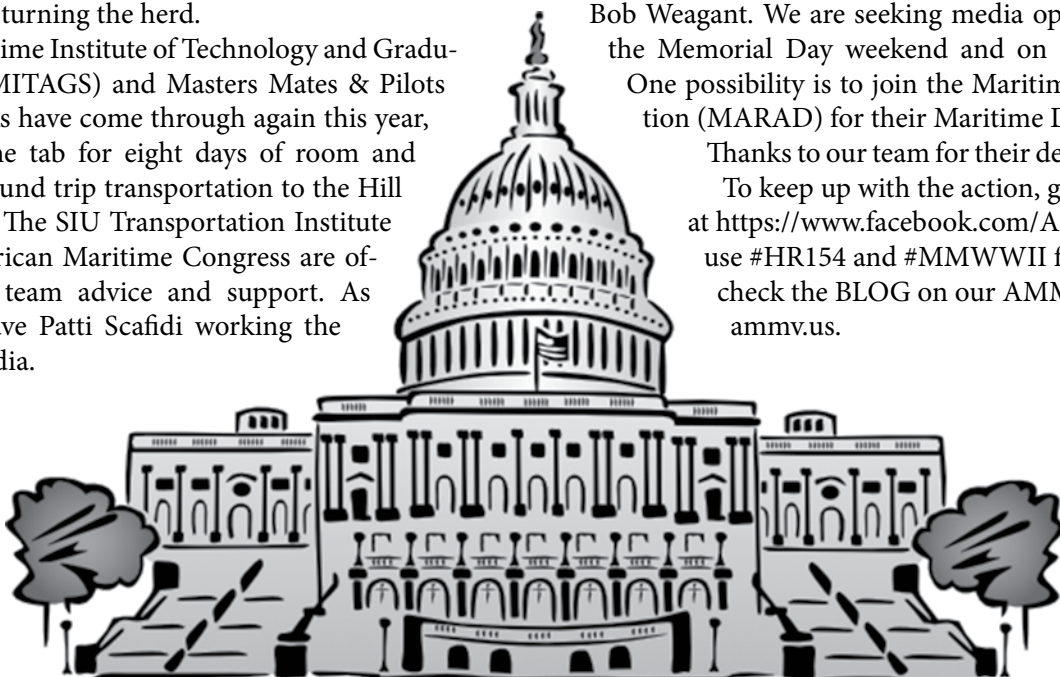 turning the herd.
ime Institute of Technology and Gradu-
MITAGS) and Masters Mates & Pilots
s have come through again this year,
e tab for eight days of room and
und trip transportation to the Hill
The SIU Transportation Institute
rican Maritime Congress are of-
team advice and support. As
ve Patti Scafidi working the
dia.
Bob Weagant. We are seeking media op
the Memorial Day weekend and on
One possibility is to join the Maritim
tion (MARAD) for their Maritime D
Thanks to our team for their de
To keep up with the action, g
at https://www.facebook.com/A
use #HR154 and #MMWWII f
check the BLOG on our AMM
ammv.us.